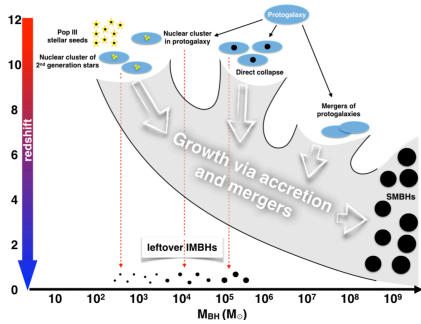 12
10
8
6
4
2
0
redshift
Pop III
stellar seeds
Nuclear cluster of
2nd generation stars
Nuclear cluster
in protogalaxy
Protogalaxy
Direct collapse
Mergers of
protogalaxies
Growth via accretion
and mergers
SMBHs
leftover IMBHs
10 10² 10³ 10⁴ 10⁵ 10⁶ 10⁷ 10⁸ 10⁹
M_BH (M⊙)